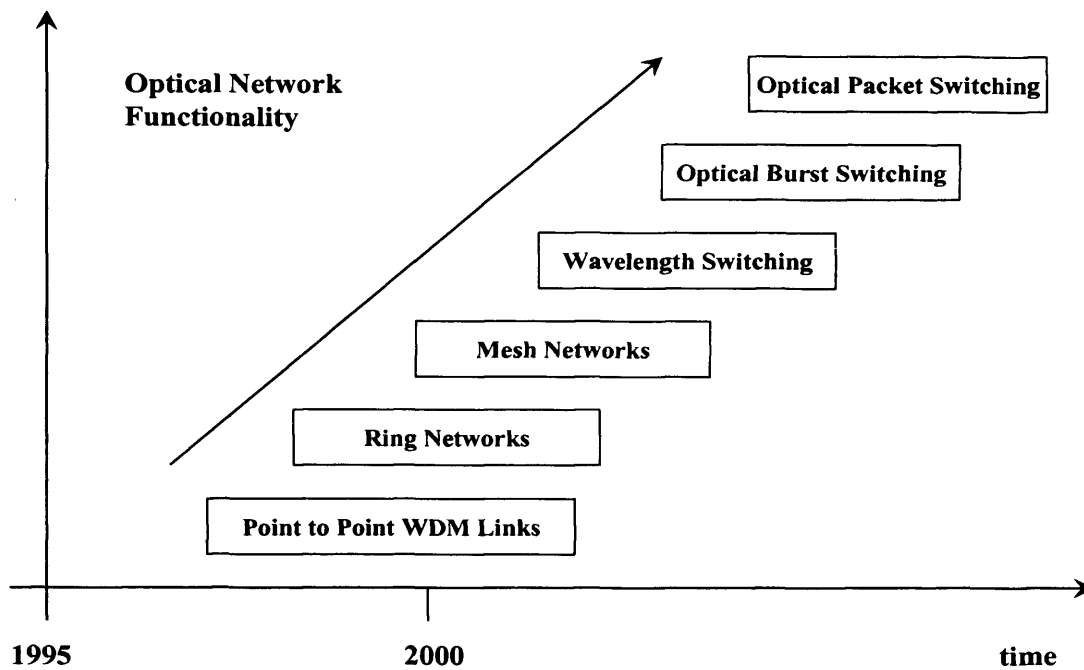 Optical Network
Functionality
Optical Packet Switching
Optical Burst Switching
Wavelength Switching
Mesh Networks
Ring Networks
Point to Point WDM Links
1995
2000
time